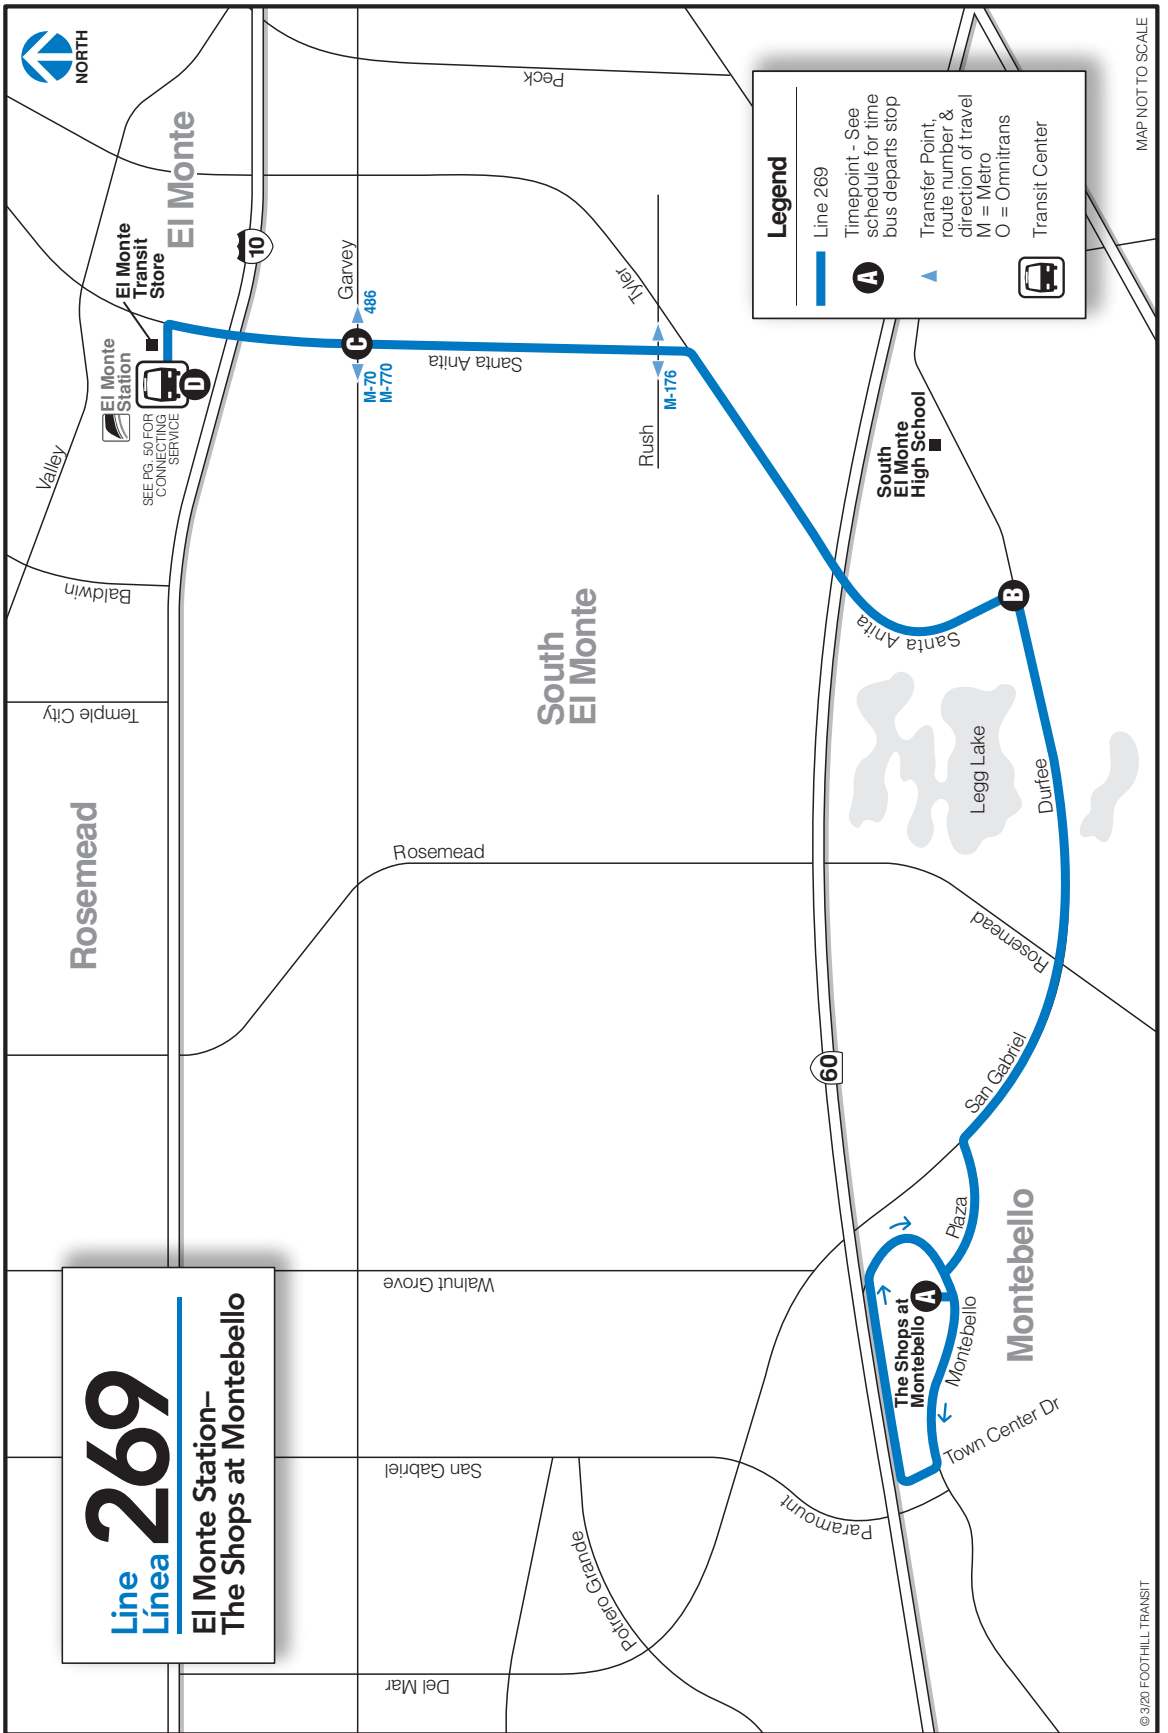 Line
Línea
269
El Monte Station–
The Shops at Montebello
NORTH
Rosemead
El Monte
South
El Monte
Montebello
Valley
Baldwin
Temple City
El Monte
Station
El Monte
Transit
Store
SEE PG. 50 FOR
CONNECTING
SERVICE
D
10
Peck
Garvey
C
486
M-70
M-770
Santa Anita
Tyler
Rush
M-176
Rosemead
Walnut Grove
San Gabriel
Del Mar
Potrero Grande
Paramount
60
South
El Monte
High School
Santa Anita
B
Legg Lake
Durfee
Rosemead
San Gabriel
Plaza
The Shops at
Montebello
A
Montebello
Town Center Dr
Legend
Line 269
A
Timepoint - See
schedule for time
bus departs stop
Transfer Point,
route number &
direction of travel
M = Metro
O = Omnitrans
Transit Center
© 3/20 FOOTHILL TRANSIT
MAP NOT TO SCALE